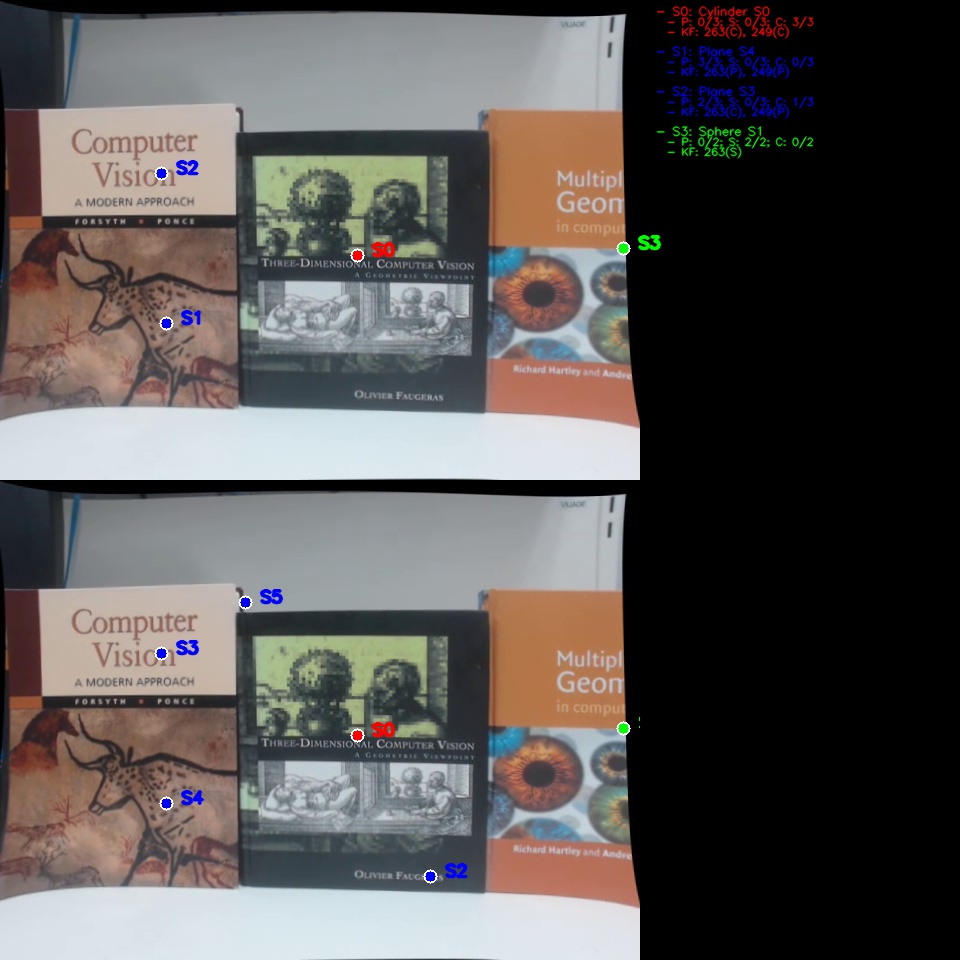 - S0: Cylinder S0
- P: 0/3; S: 0/3; C: 3/3
- KF: 263(C), 249(C)
- S1: Plane S4
- P: 3/3; S: 0/3; C: 0/3
- KF: 263(P), 249(P)
- S2: Plane S3
- P: 2/3; S: 0/3; C: 1/3
- KF: 263(C), 249(P)
- S3: Sphere S1
- P: 0/2; S: 2/2; C: 0/2
- KF: 263(S)
VILLAGE
Computer
Vision
S2
A MODERN APPROACH
FORSYTH PONCE
S1
S0
THREE-DIMENSIONAL COMPUTER VISION
A GEOMETRIC VIEWPOINT
OLIVIER FAUGERAS
Multipl
Geom
in comput
S3
Richard Hartley and Andre
VILLAGE
S5
Computer
Vision
S3
A MODERN APPROACH
FORSYTH PONCE
S4
S0
THREE-DIMENSIONAL COMPUTER VISION
A GEOMETRIC VIEWPOINT
OLIVIER FAUGERAS
S2
Multipl
Geom
in comput
Richard Hartley and Andre